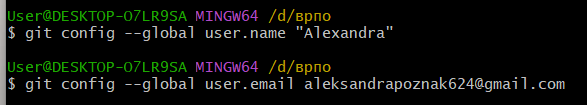 User@DESKTOP-O7LR9SA MINGW64 /d/врпо
$ git config --global user.name "Alexandra"
User@DESKTOP-O7LR9SA MINGW64 /d/врпо
$ git config --global user.email aleksandrapoznak624@gmail.com